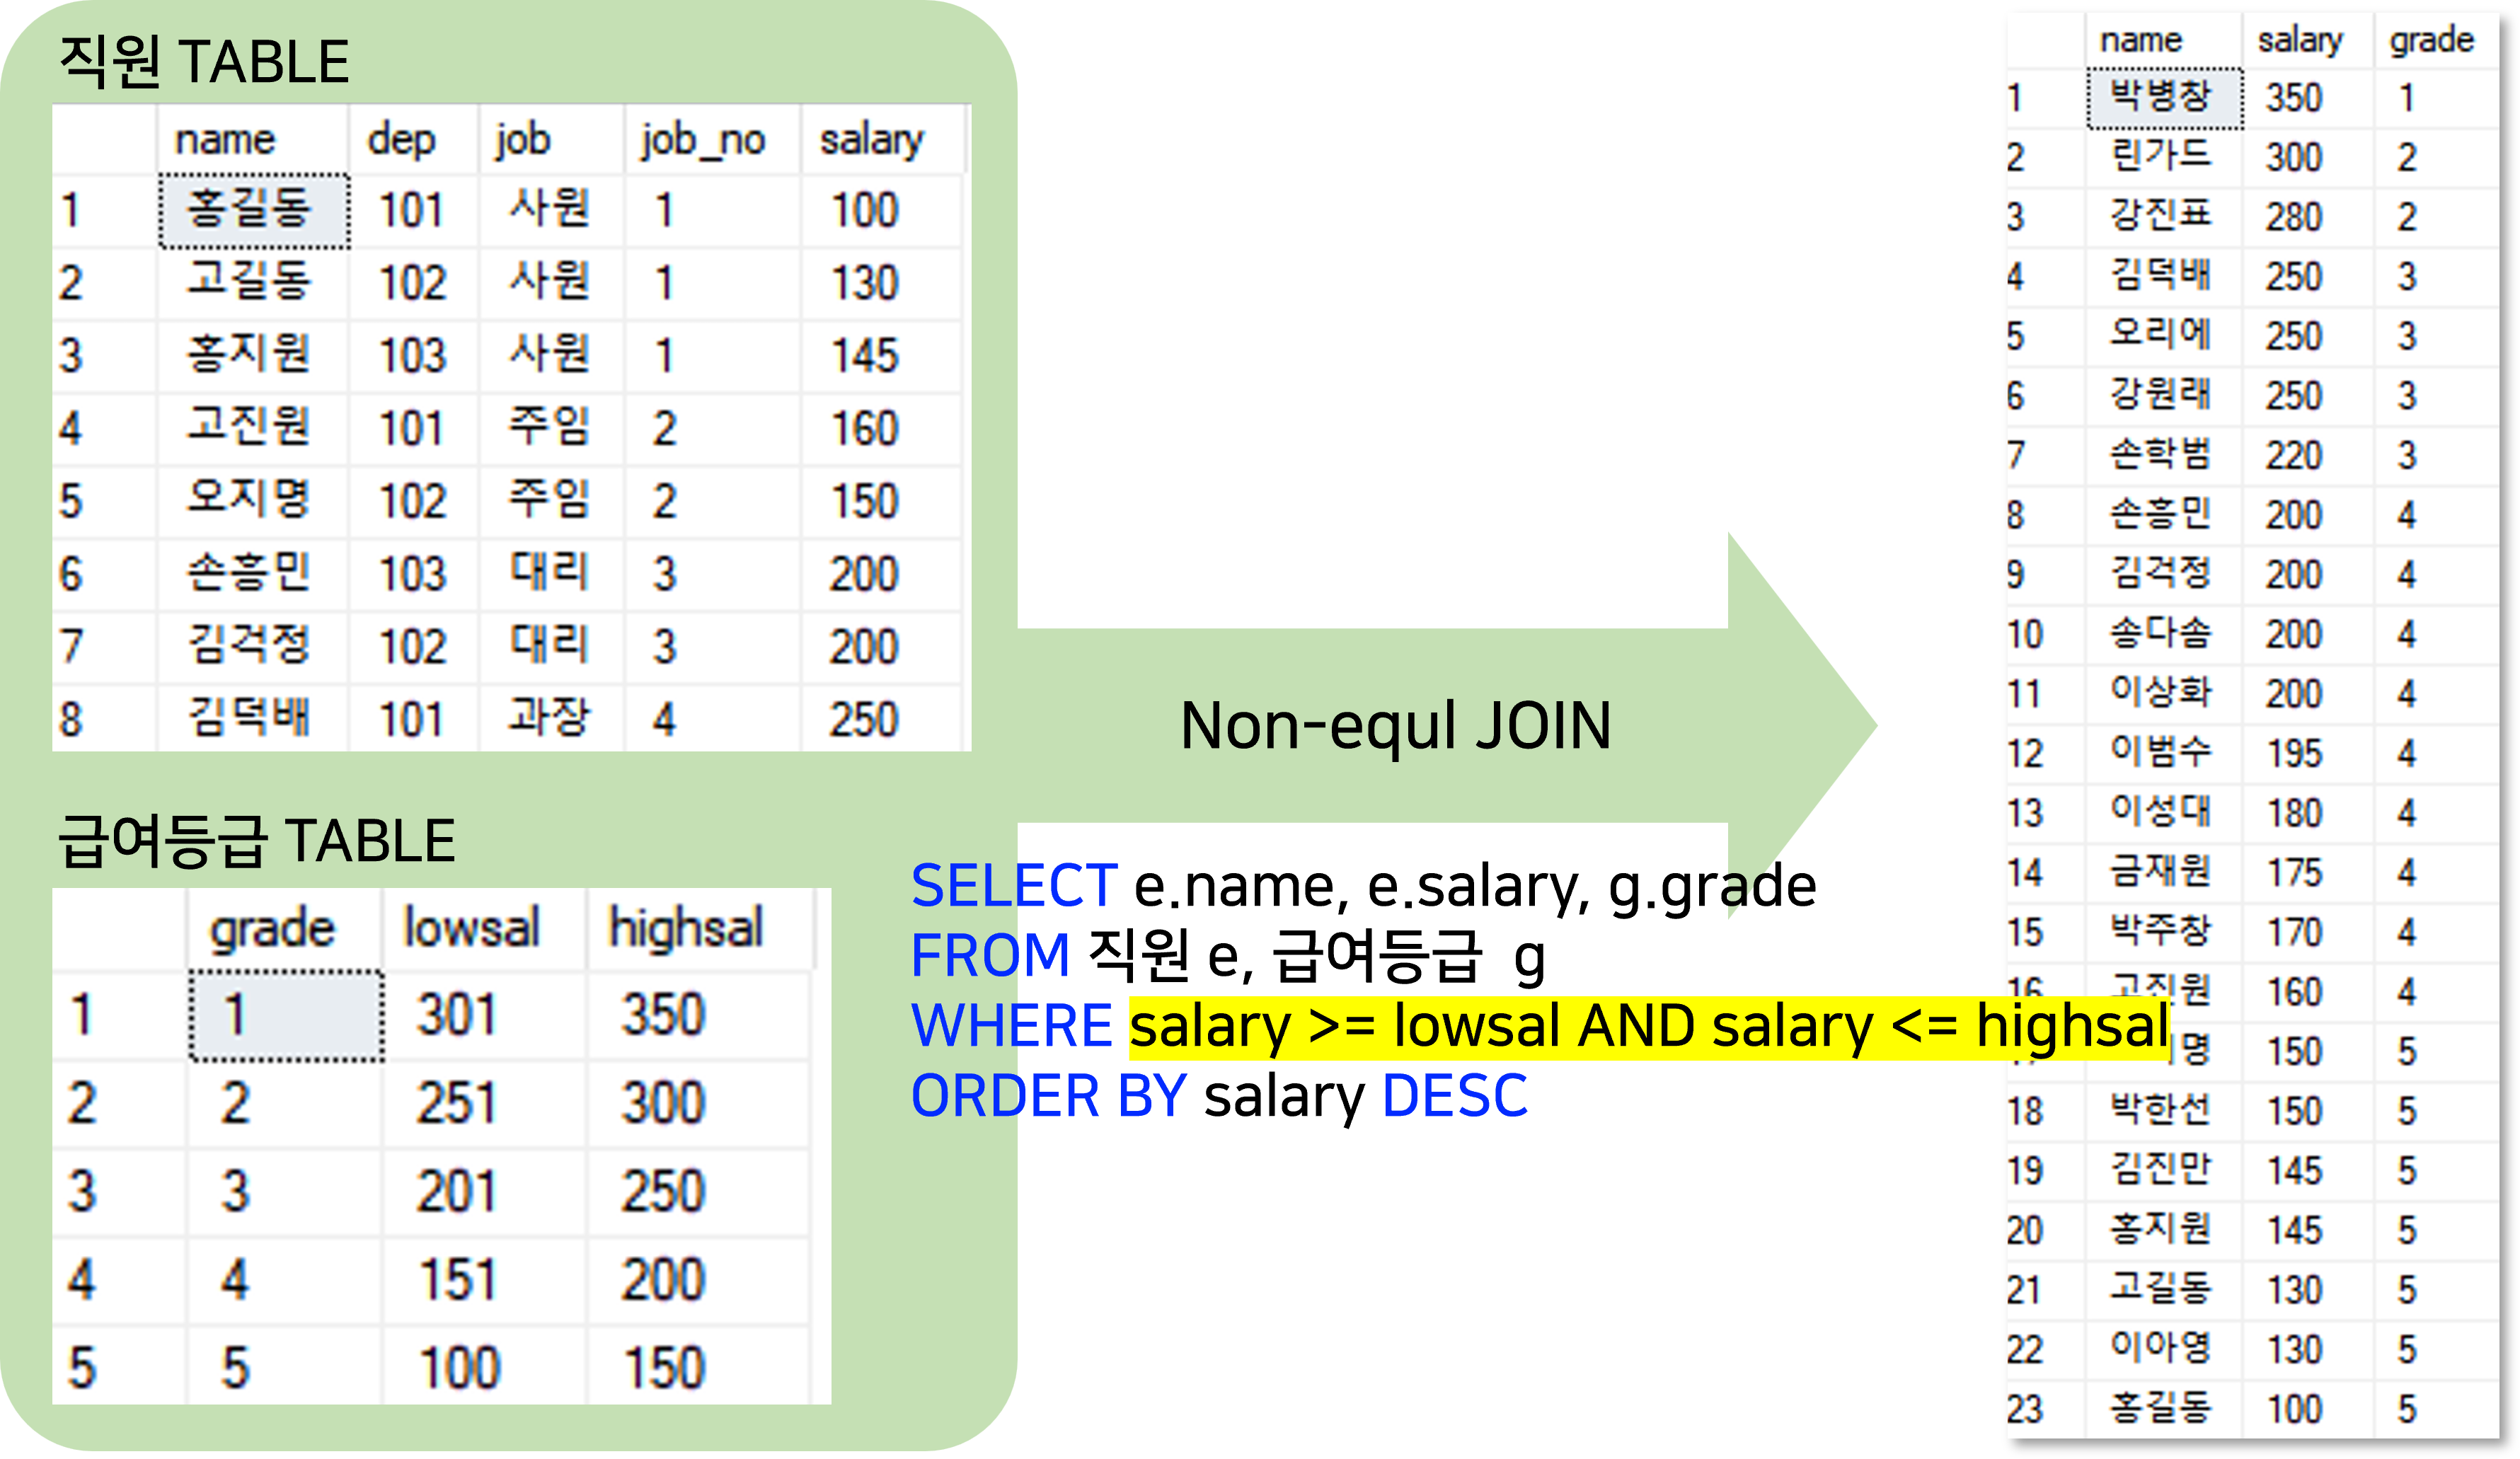 직원 TABLE
name dep job job_no salary
1 홍길동 101 사원 1 100
2 고길동 102 사원 1 130
3 홍지원 103 사원 1 145
4 고진원 101 주임 2 160
5 오지명 102 주임 2 150
6 손흥민 103 대리 3 200
7 김걱정 102 대리 3 200
8 김덕배 101 과장 4 250
급여등급 TABLE
grade lowsal highsal
1 1 301 350
2 2 251 300
3 3 201 250
4 4 151 200
5 5 100 150
Non-equl JOIN
SELECT e.name, e.salary, g.grade
FROM 직원 e, 급여등급 g
WHERE salary >= lowsal AND salary <= highsal
ORDER BY salary DESC
name salary grade
1 박병창 350 1
2 린가드 300 2
3 강진표 280 2
4 김덕배 250 3
5 오리에 250 3
6 강원래 250 3
7 손학범 220 3
8 손흥민 200 4
9 김걱정 200 4
10 송다솜 200 4
11 이상화 200 4
12 이범수 195 4
13 이성대 180 4
14 금재원 175 4
15 박주창 170 4
16 고진원 160 4
명 150 5
18 박한선 150 5
19 김진만 145 5
20 홍지원 145 5
21 고길동 130 5
22 이아영 130 5
23 홍길동 100 5